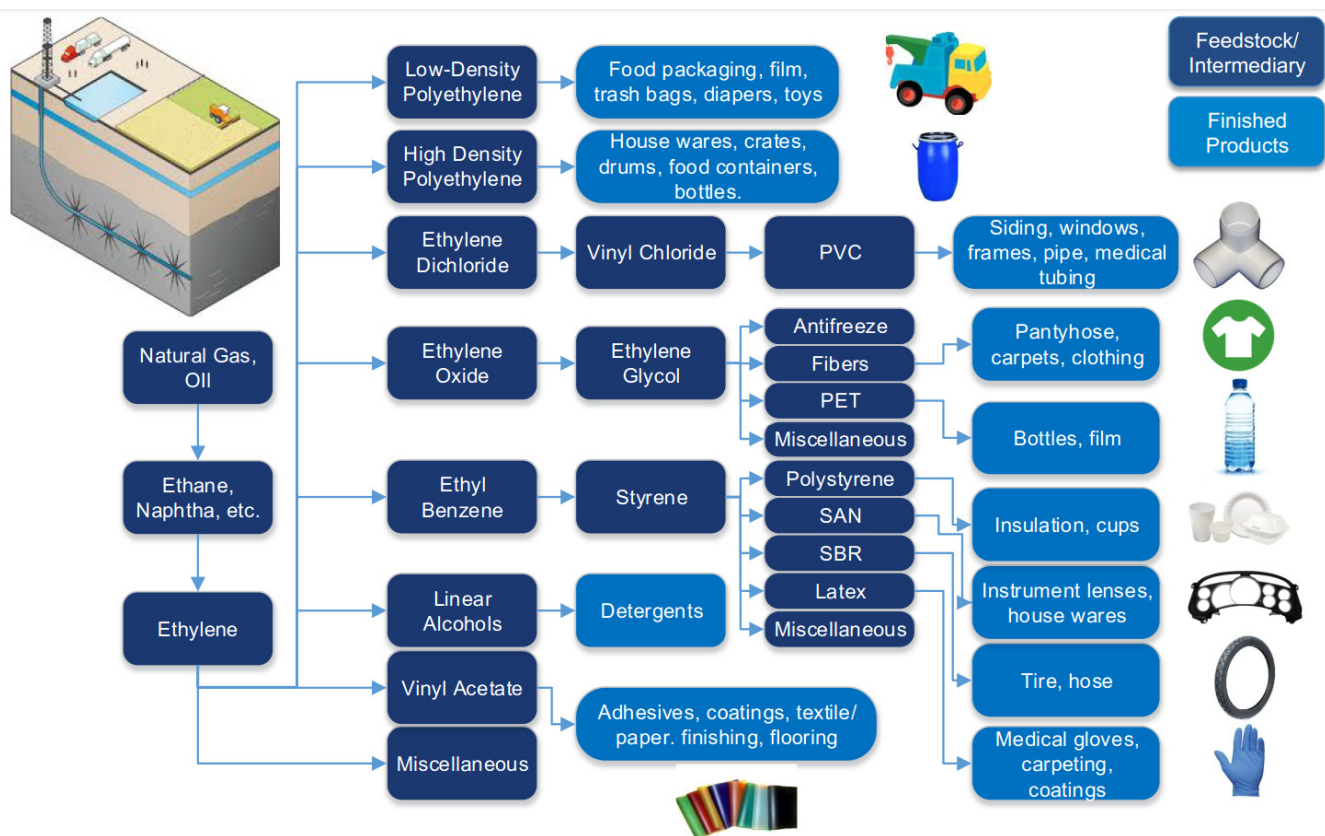 Feedstock/
Intermediary
Finished
Products
Low-Density
Polyethylene
Food packaging, film,
trash bags, diapers, toys
High Density
Polyethylene
House wares, crates,
drums, food containers,
bottles.
Ethylene
Dichloride
Vinyl Chloride
PVC
Siding, windows,
frames, pipe, medical
tubing
Natural Gas,
OIl
Ethane,
Naphtha, etc.
Ethylene
Ethylene
Oxide
Ethylene
Glycol
Antifreeze
Fibers
PET
Miscellaneous
Pantyhose,
carpets, clothing
Bottles, film
Ethyl
Benzene
Styrene
Polystyrene
SAN
SBR
Latex
Miscellaneous
Insulation, cups
Instrument lenses,
house wares
Tire, hose
Medical gloves,
carpeting,
coatings
Linear
Alcohols
Detergents
Vinyl Acetate
Adhesives, coatings, textile/
paper. finishing, flooring
Miscellaneous